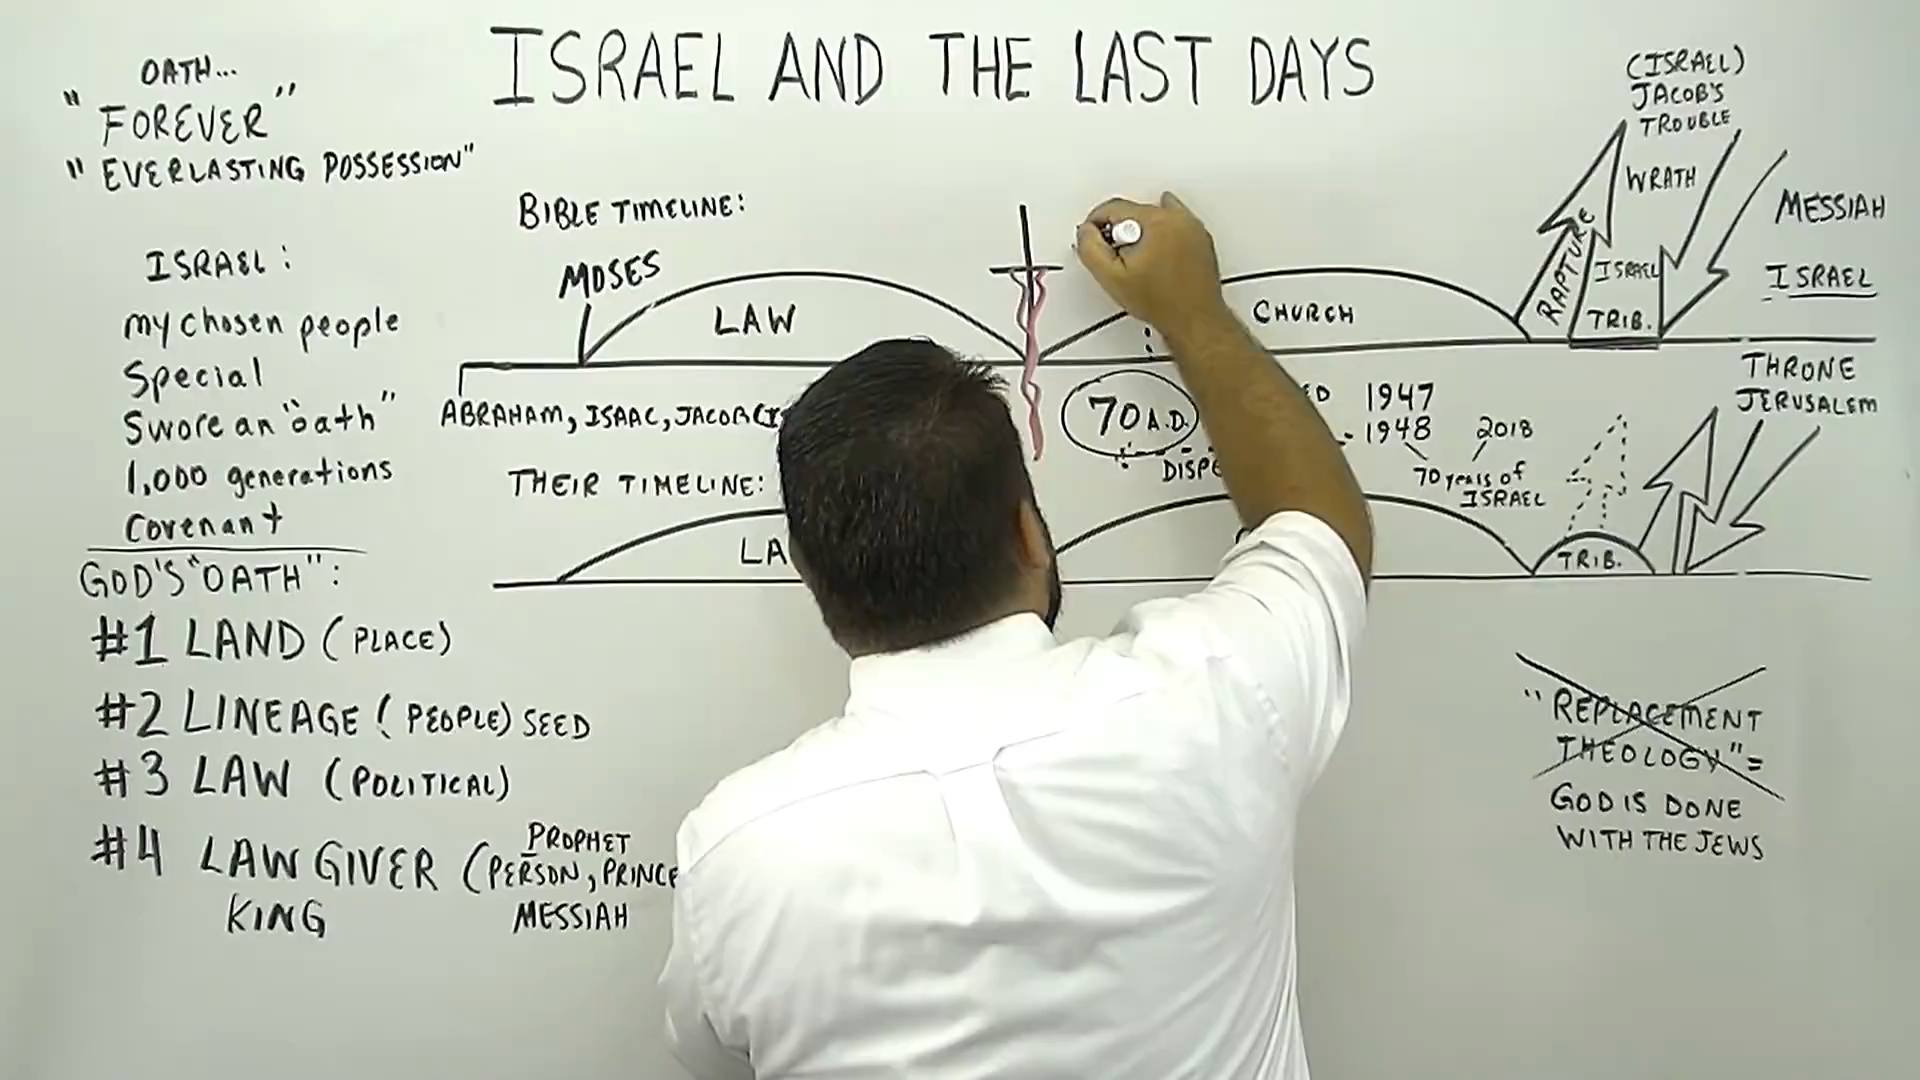 ISRAEL AND THE LAST DAYS
OATH...
"FOREVER"
"EVERLASTING POSSESSION"
ISRAEL:
my chosen people
Special
Swore an "oath"
1,000 generations
Covenant
GOD'S "OATH":
#1 LAND (PLACE)
#2 LINEAGE (PEOPLE) SEED
#3 LAW (POLITICAL)
#4 LAW GIVER (PERSON, PRINCE
PROPHET
KING
MESSIAH
BIBLE TIMELINE:
MOSES
LAW
CHURCH
RAPTURE
ISRAEL
TRIB.
WRATH
(ISRAEL)
JACOB'S
TROUBLE
MESSIAH
ISRAEL
ABRAHAM, ISAAC, JACOB
70 A.D.
1947
1948
2018
70 years of
ISRAEL
THRONE
JERUSALEM
THEIR TIMELINE:
TRIB.
"REPLACEMENT
THEOLOGY" =
GOD IS DONE
WITH THE JEWS